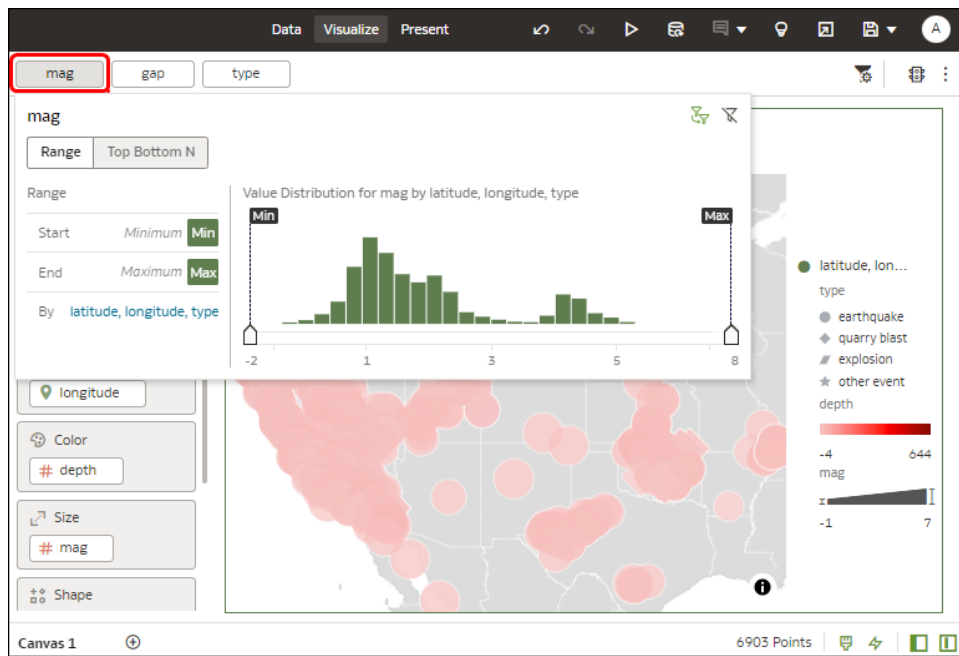 Data Visualize Present A
mag gap type
mag
Range Top Bottom N
Range
Start Minimum Min
End Maximum Max
By latitude, longitude, type
Value Distribution for mag by latitude, longitude, type
Min Max
-2 1 3 5 8
longitude
Color
# depth
Size
# mag
Shape
latitude, lon...
type
earthquake
quarry blast
explosion
other event
depth
-4 644
mag
-1 7
Canvas 1 6903 Points